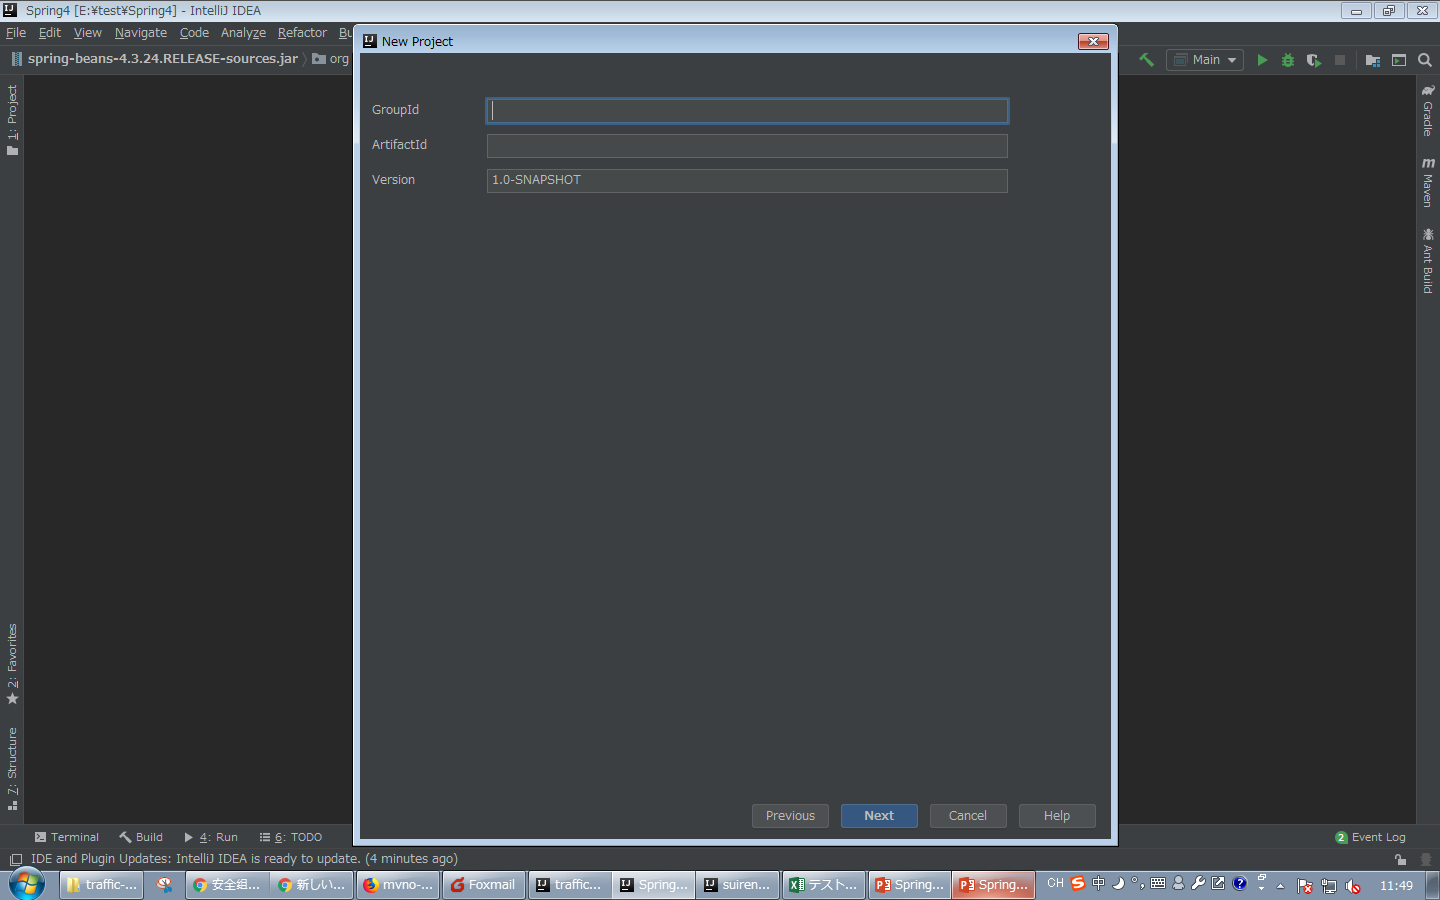 Spring4 [E:¥test¥Spring4] - IntelliJ IDEA
File Edit View Navigate Code Analyze Refactor Bu
spring-beans-4.3.24.RELEASE-sources.jar org
Main
New Project
GroupId
ArtifactId
Version 1.0-SNAPSHOT
Previous Next Cancel Help
1: Project
2: Favorites
7: Structure
Gradle
Maven
Ant Build
Terminal Build 4: Run 6: TODO
2 Event Log
IDE and Plugin Updates: IntelliJ IDEA is ready to update. (4 minutes ago)
traffic-... 安全组... 新しい... mvno-... Foxmail traffic... Spring... suiren... テスト... Spring... Spring... CH 中 11:49